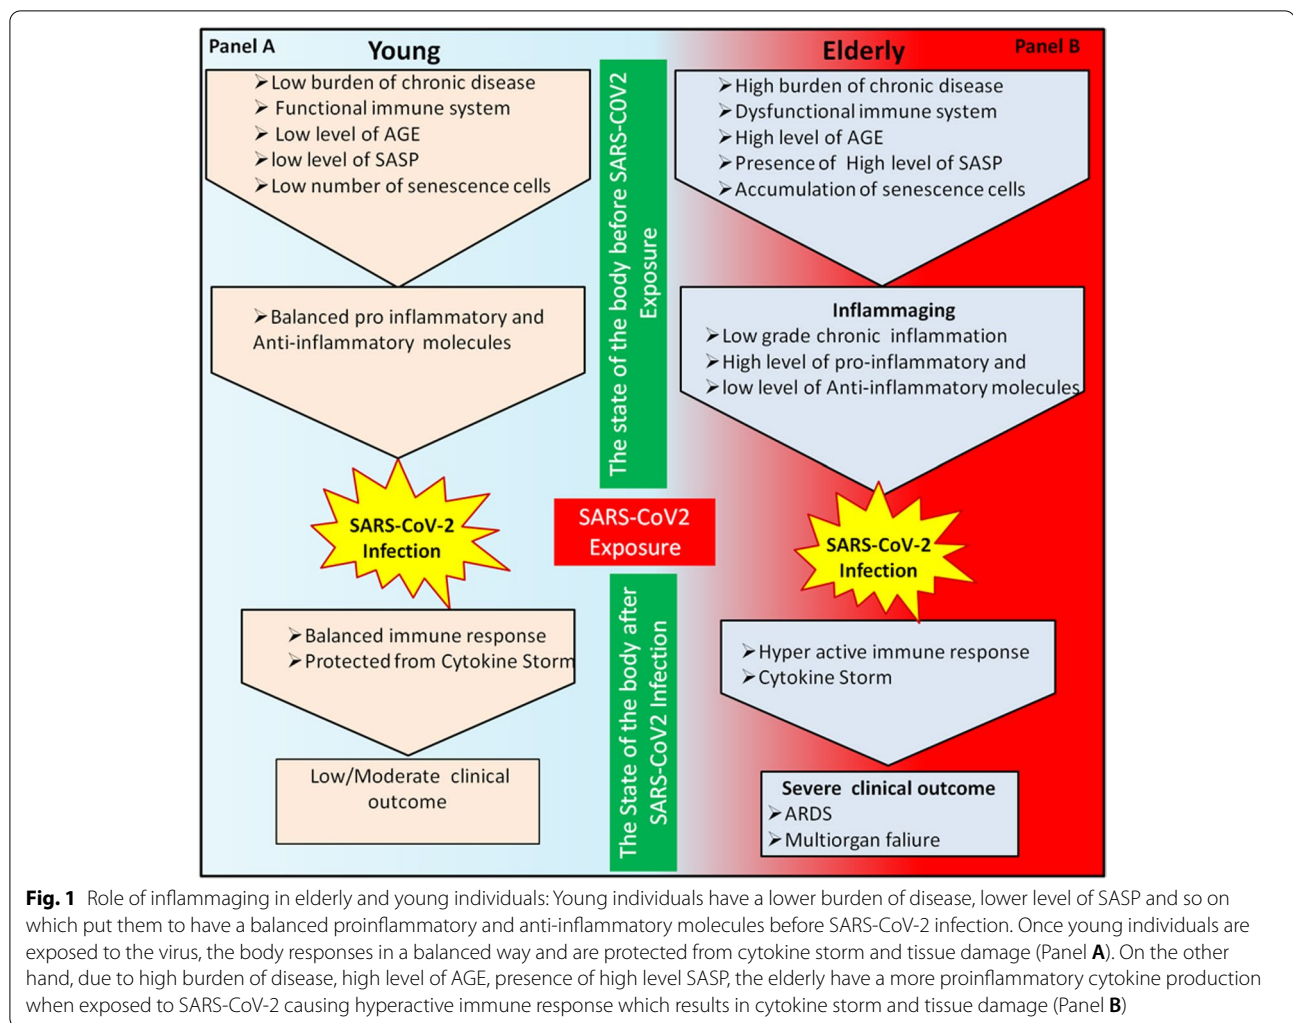 Panel A
Young
➢Low burden of chronic disease
➢ Functional immune system
➢ Low level of AGE
➢low level of SASP
➢Low number of senescence cells
➢Balanced pro inflammatory and
Anti-inflammatory molecules
SARS-CoV-2
Infection
➢Balanced immune response
➢Protected from Cytokine Storm
Low/Moderate clinical
outcome
The state of the body before SARS-C0V2
Exposure
SARS-CoV2
Exposure
The State of the body after
SARS-CoV2 Infection
Elderly
Panel B
➢High burden of chronic disease
➢Dysfunctional immune system
➢High level of AGE
➢Presence of High level of SASP
➢Accumulation of senescence cells
Inflammaging
➢Low grade chronic inflammation
➢High level of pro-inflammatory and
➢low level of Anti-inflammatory molecules
SARS-CoV-2
Infection
➢Hyper active immune response
➢Cytokine Storm
Severe clinical outcome
➢ARDS
➢Multiorgan faliure
Fig. 1 Role of inflammaging in elderly and young individuals: Young individuals have a lower burden of disease, lower level of SASP and so on
which put them to have a balanced proinflammatory and anti-inflammatory molecules before SARS-CoV-2 infection. Once young individuals are
exposed to the virus, the body responses in a balanced way and are protected from cytokine storm and tissue damage (Panel A). On the other
hand, due to high burden of disease, high level of AGE, presence of high level SASP, the elderly have a more proinflammatory cytokine production
when exposed to SARS-CoV-2 causing hyperactive immune response which results in cytokine storm and tissue damage (Panel B)